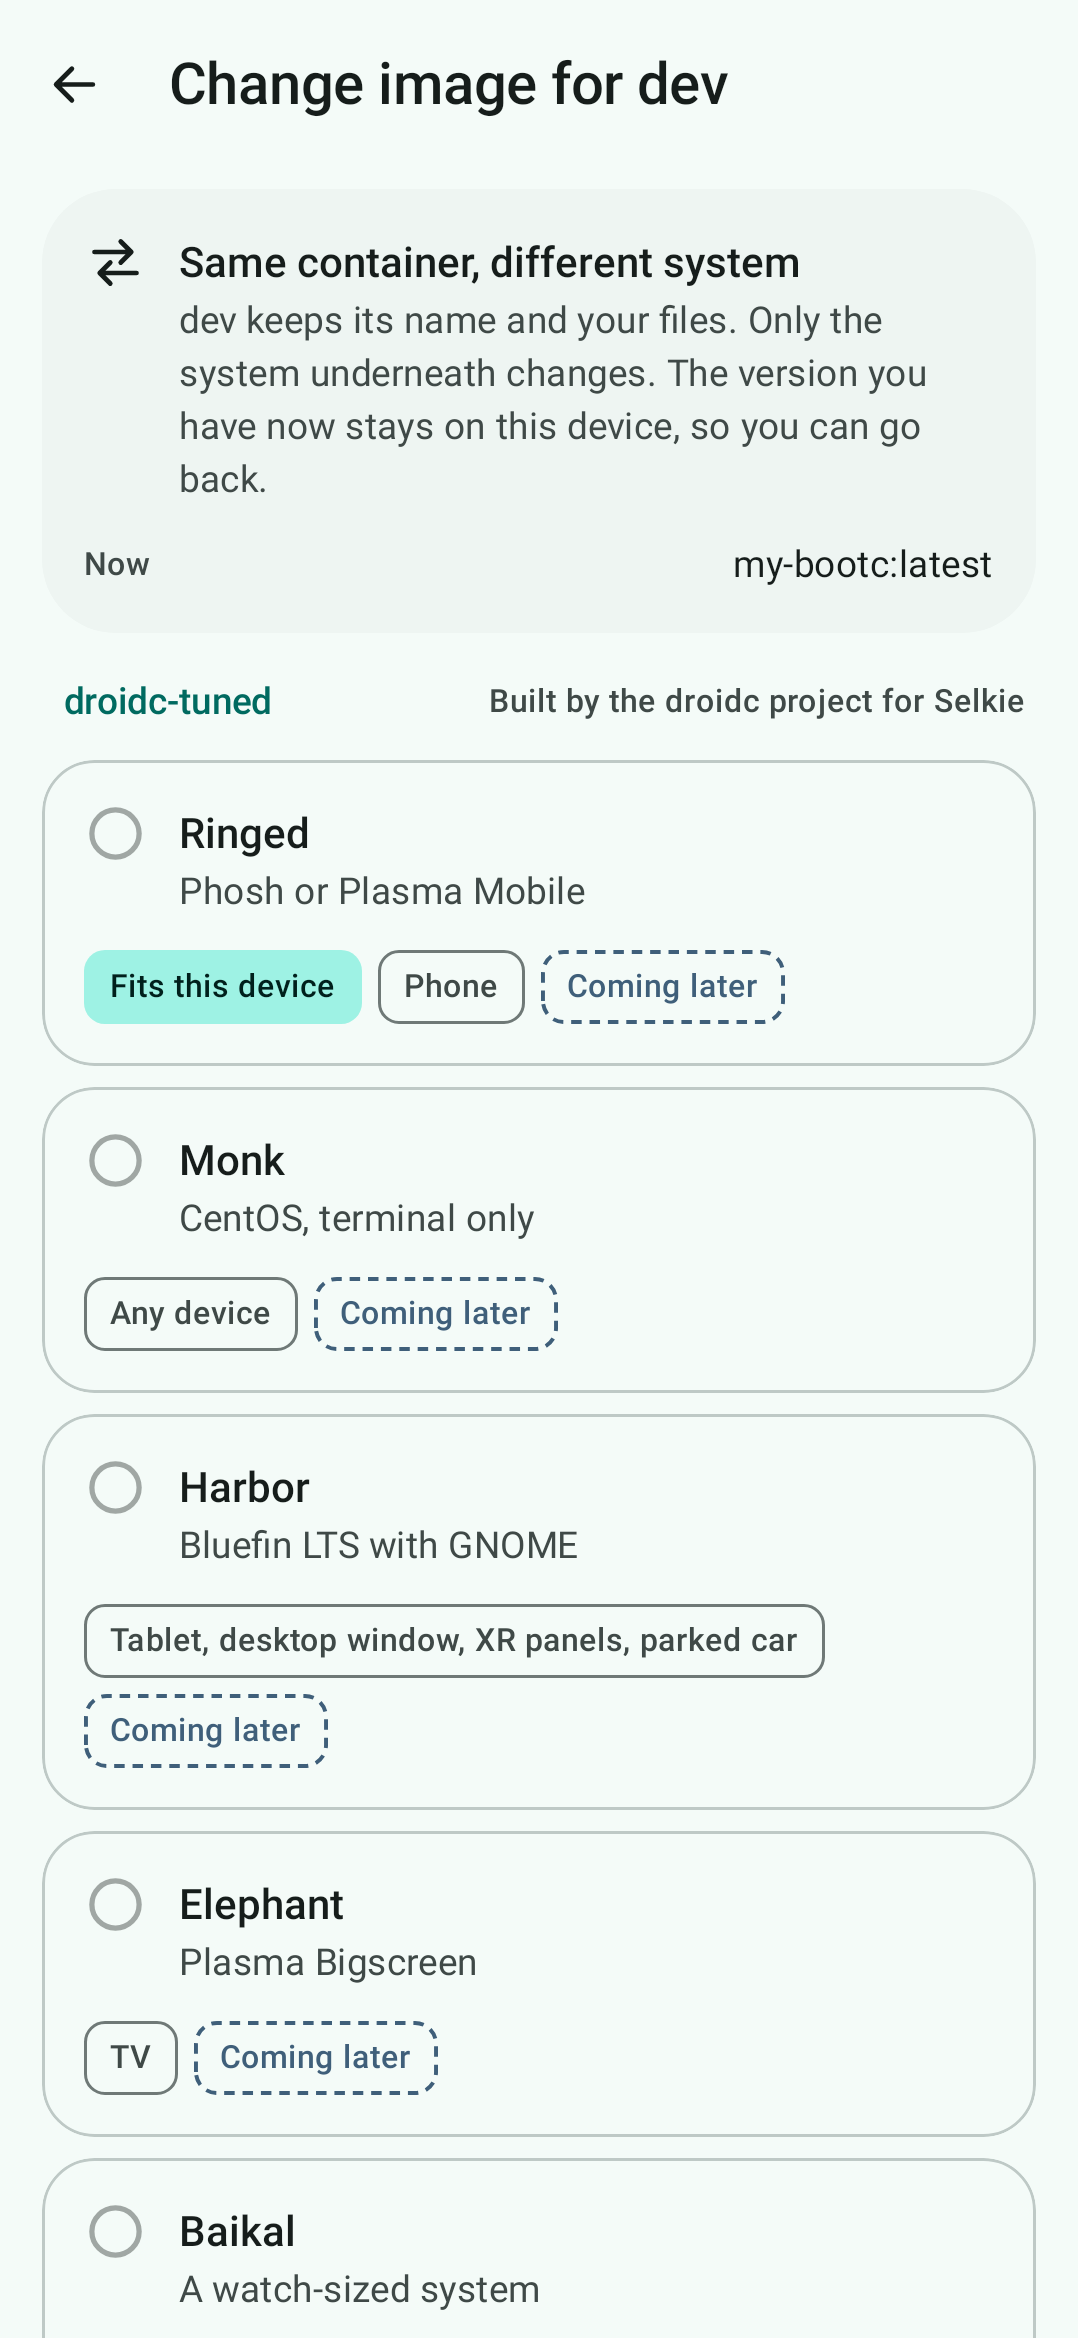 Change image for dev
Same container, different system
dev keeps its name and your files. Only the
system underneath changes. The version you
have now stays on this device, so you can go
back.
Now my-bootc:latest
droidc-tuned Built by the droidc project for Selkie
Ringed
Phosh or Plasma Mobile
Fits this device Phone Coming later
Monk
CentOS, terminal only
Any device Coming later
Harbor
Bluefin LTS with GNOME
Tablet, desktop window, XR panels, parked car
Coming later
Elephant
Plasma Bigscreen
TV Coming later
Baikal
A watch-sized system